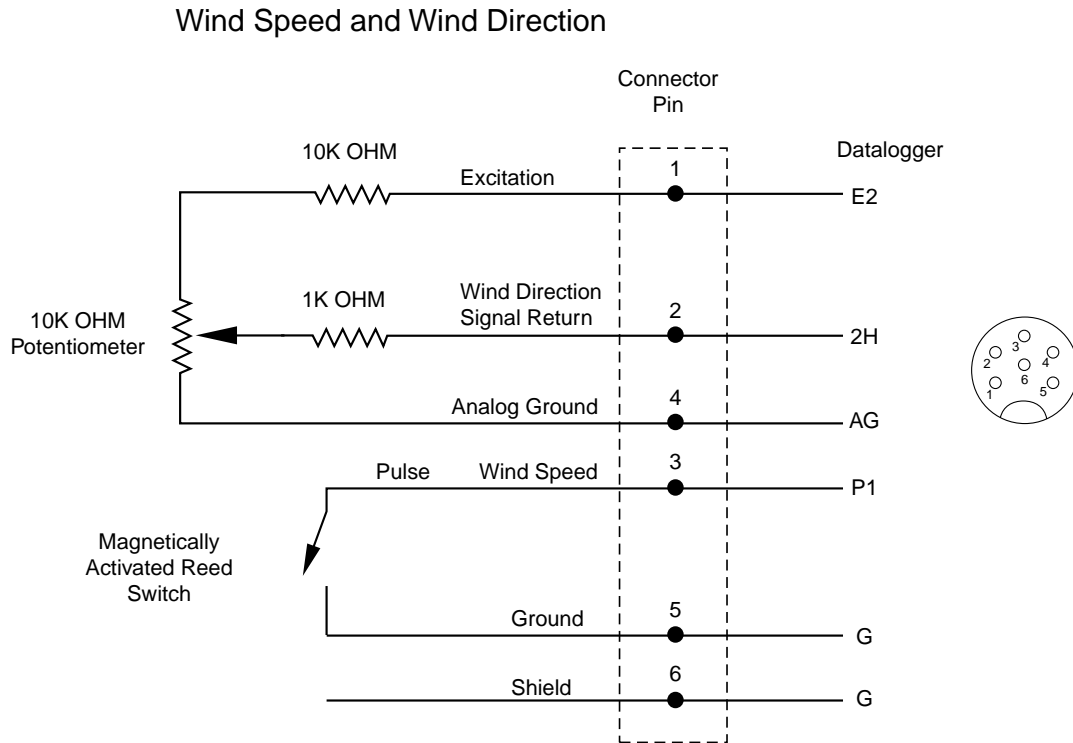 Wind Speed and Wind Direction
Connector
Pin
Datalogger
10K OHM
Excitation
1
E2
10K OHM
Potentiometer
1K OHM
Wind Direction
Signal Return
2
2H
Analog Ground
4
AG
Pulse
Wind Speed
3
P1
Magnetically
Activated Reed
Switch
Ground
5
G
Shield
6
G
3
2
4
6
1
5